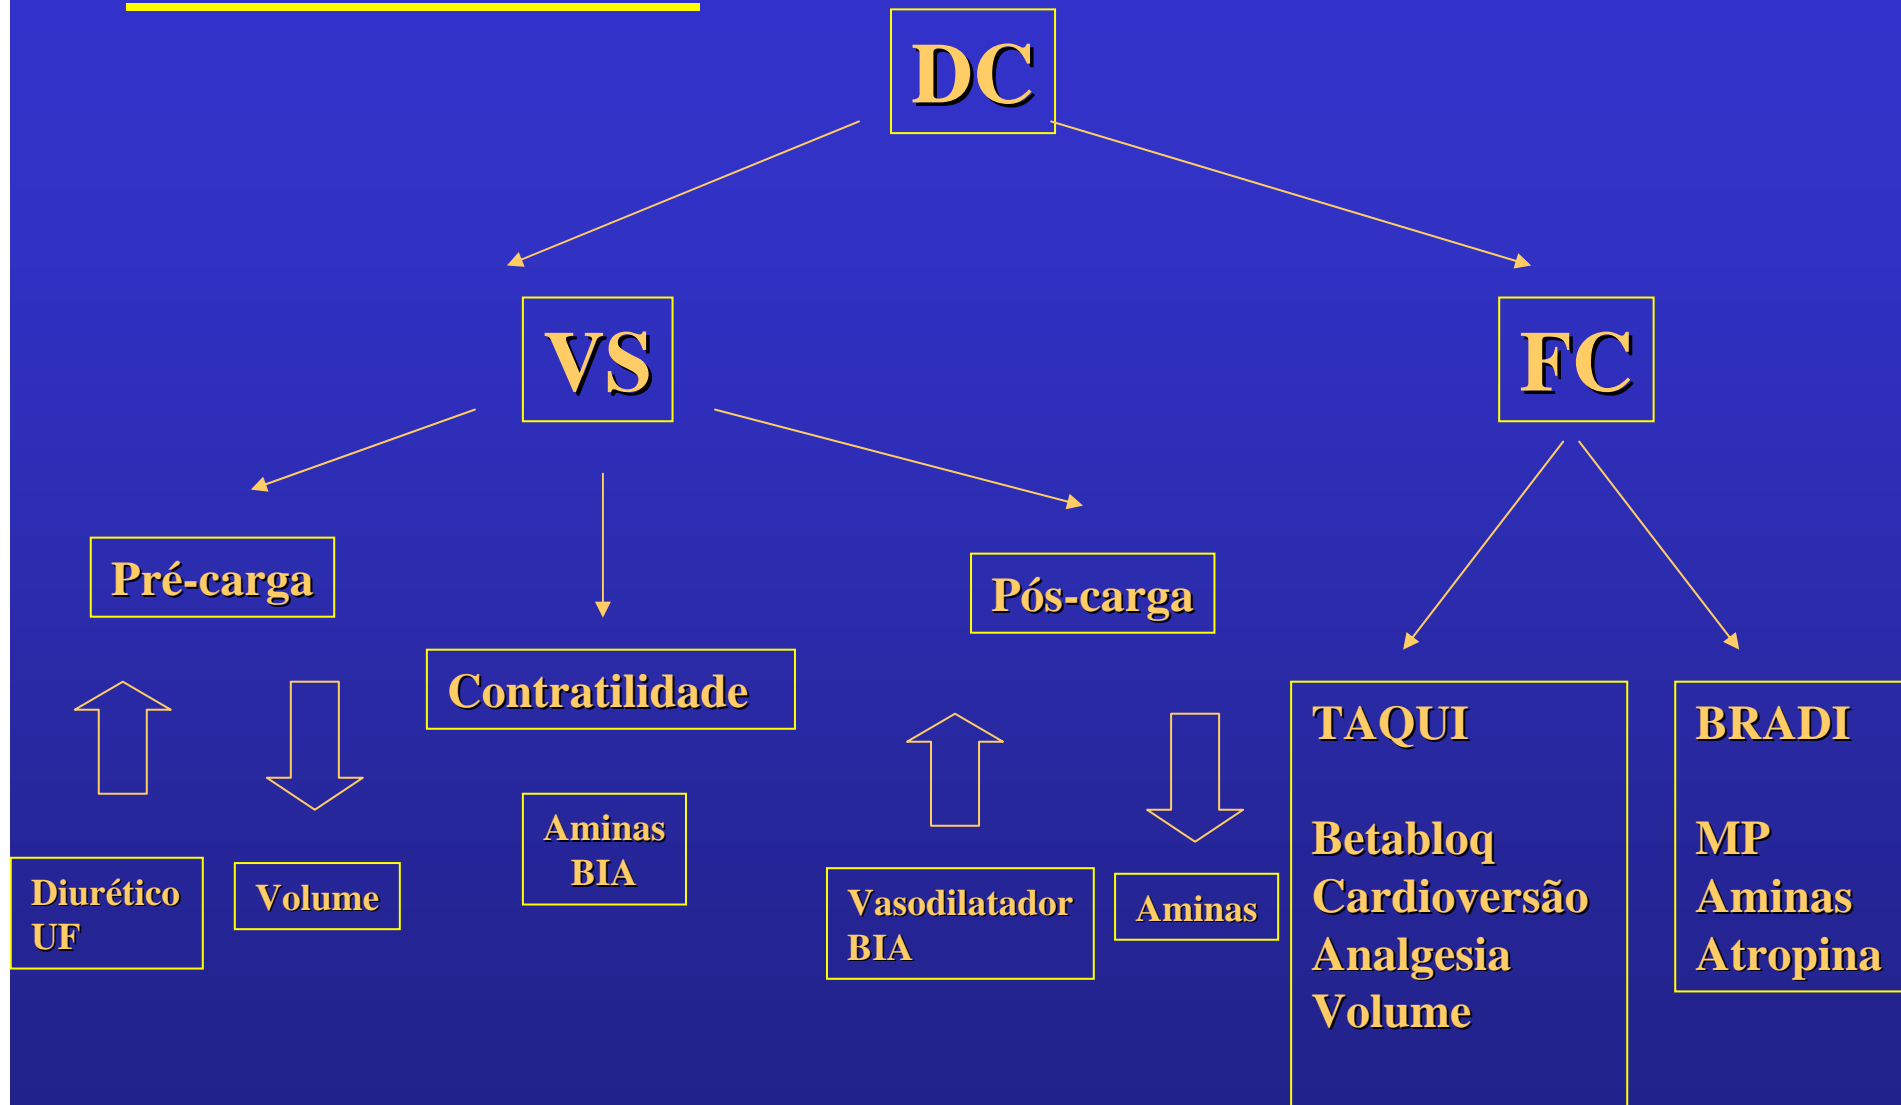 DC
VS
FC
Pré-carga
Contratilidade
Pós-carga
Diurético
UF
Volume
Aminas
BIA
Vasodilatador
BIA
Aminas
TAQUI
Betabloq
Cardioversão
Analgesia
Volume
BRADI
MP
Aminas
Atropina